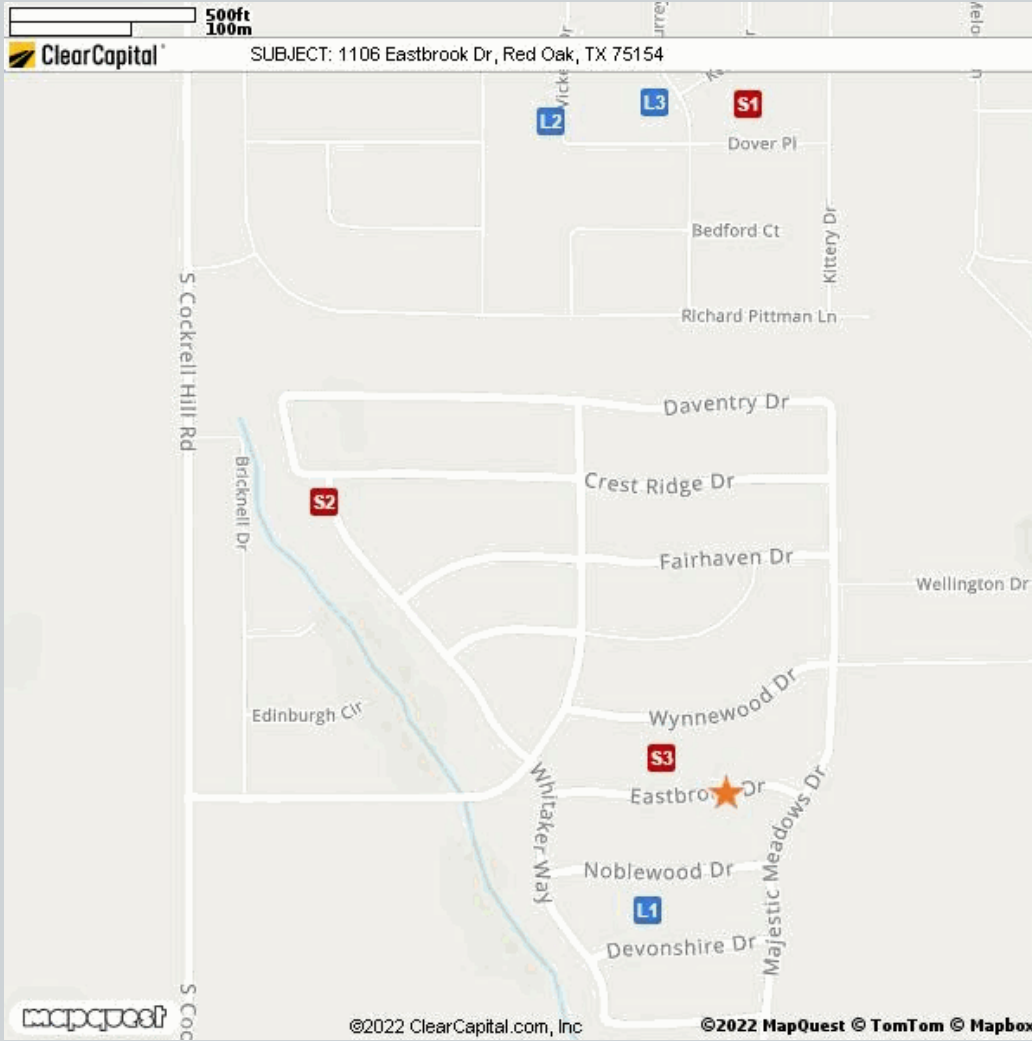 500ft
100m
ClearCapital
SUBJECT: 1106 Eastbrook Dr, Red Oak, TX 75154
L2
L3
S1
Dover Pl
Bedford Ct
Kittery Dr
Richard Pittman Ln
S Cockrell Hill Rd
Daventry Dr
Crest Ridge Dr
Bricknell Dr
S2
Fairhaven Dr
Wellington Dr
Edinburgh Cir
Wynnewood Dr
S3
Eastbro Dr
Whitaker Way
Majestic Meadows Dr
Noblewood Dr
L1
Devonshire Dr
S Coc
mapquest
©2022 ClearCapital.com, Inc
©2022 MapQuest © TomTom © Mapbox